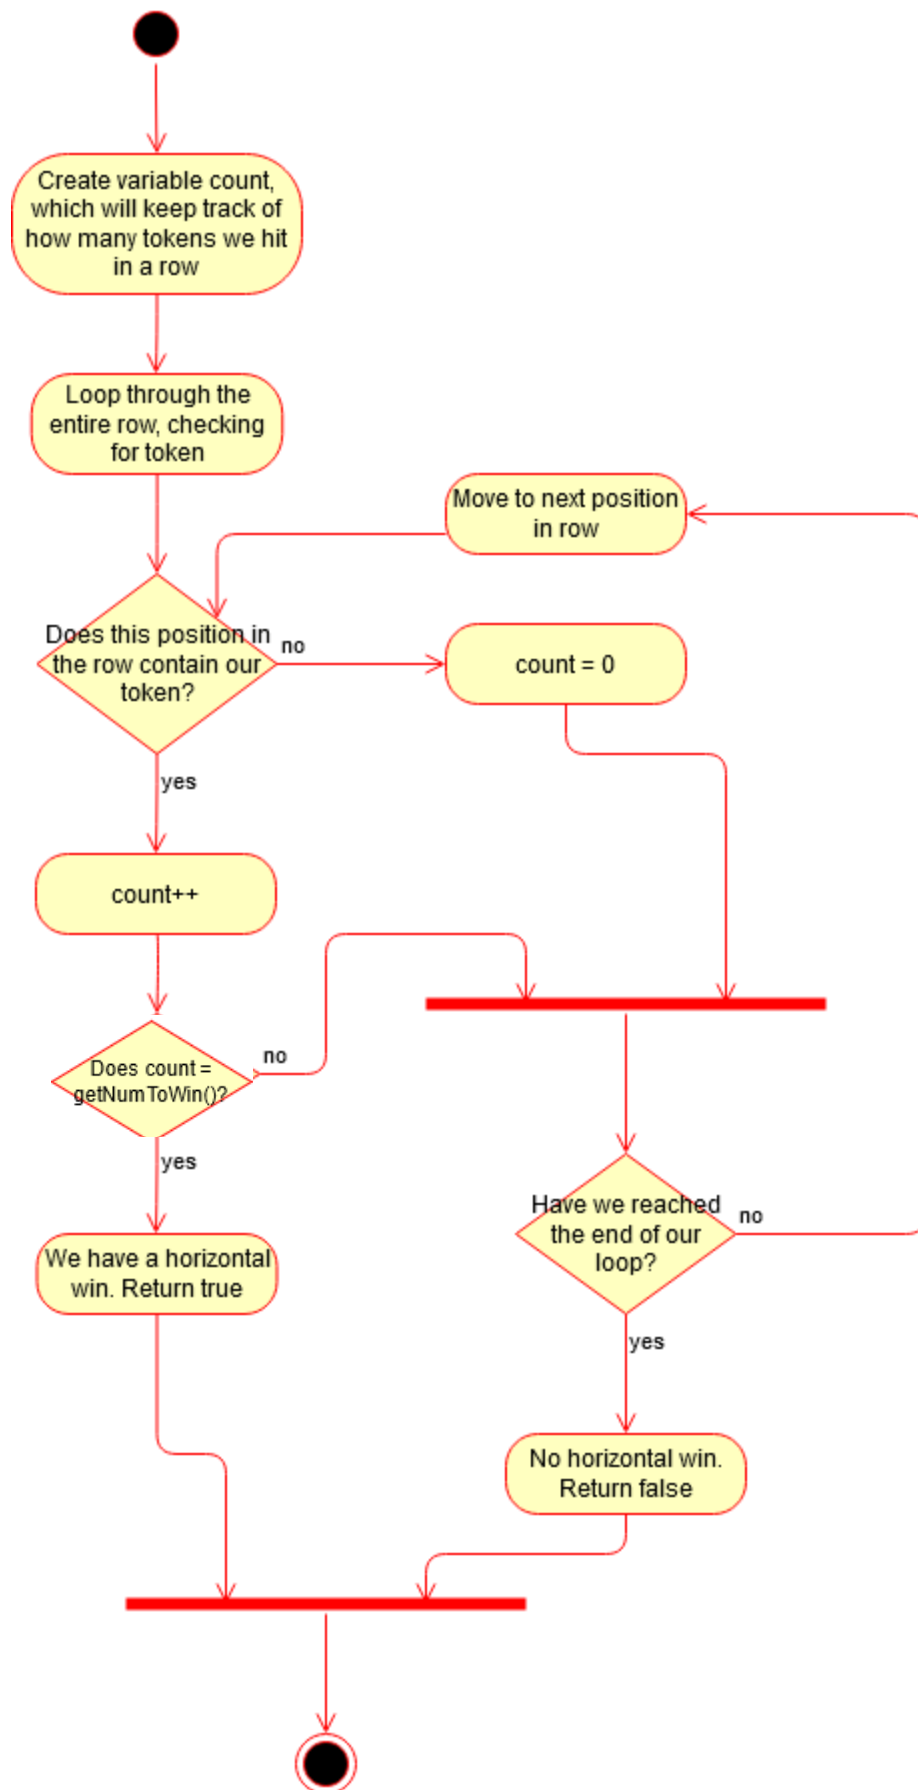 Create variable count,
which will keep track of
how many tokens we hit
in a row
Loop through the
entire row, checking
for token
Move to next position
in row
Does this position in
the row contain our
token?
no
count = 0
yes
count++
Does count =
getNumToWin()?
no
yes
Have we reached
the end of our
loop?
no
We have a horizontal
win. Return true
yes
No horizontal win.
Return false